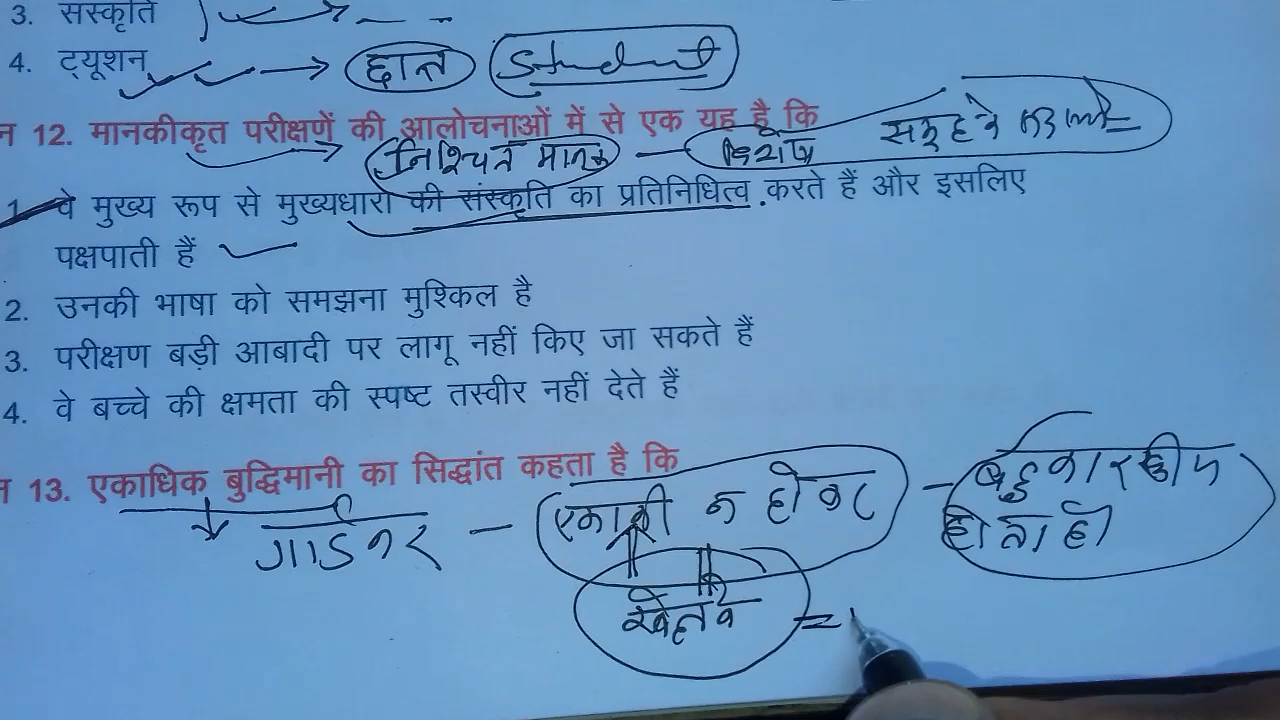 3. संस्कृति
4. ट्यूशन छात्र Student
न 12. मानकीकृत परीक्षणें की आलोचनाओं में से एक यह है कि
निश्चित मानक — विशेष समूह के
1. वे मुख्य रूप से मुख्यधारा की संस्कृति का प्रतिनिधित्व करते हैं और इसलिए
पक्षपाती हैं
2. उनकी भाषा को समझना मुश्किल है
3. परीक्षण बड़ी आबादी पर लागू नहीं किए जा सकते हैं
4. वे बच्चे की क्षमता की स्पष्ट तस्वीर नहीं देते हैं
न 13. एकाधिक बुद्धिमानी का सिद्धांत कहता है कि
गार्डनर — एकाकी न होकर — बहुकारकीय
होता है।
=